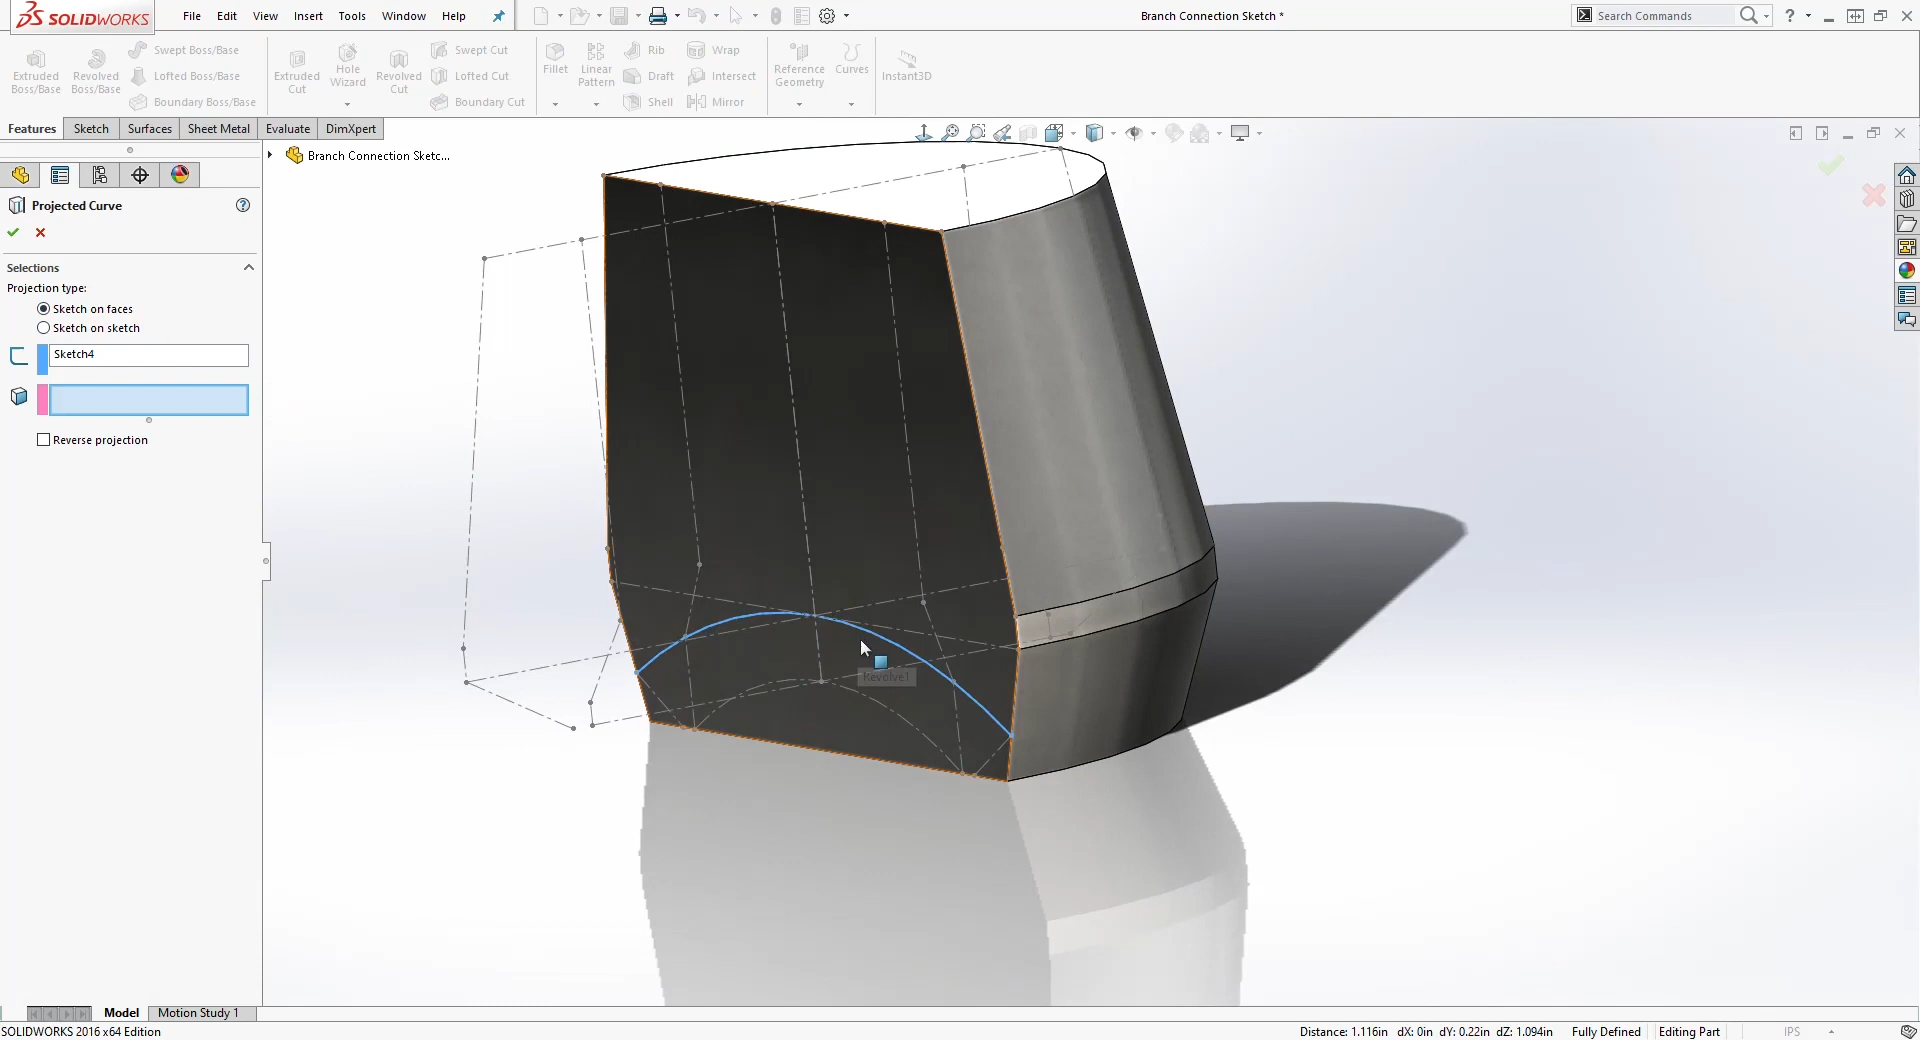 SOLIDWORKS
File Edit View Insert Tools Window Help
Branch Connection Sketch *
Search Commands
Extruded Boss/Base
Revolved Boss/Base
Swept Boss/Base
Lofted Boss/Base
Boundary Boss/Base
Extruded Cut
Hole Wizard
Revolved Cut
Swept Cut
Lofted Cut
Boundary Cut
Fillet
Linear Pattern
Rib
Draft
Shell
Wrap
Intersect
Mirror
Reference Geometry
Curves
Instant3D
Features Sketch Surfaces Sheet Metal Evaluate DimXpert
Branch Connection Sketc...
Projected Curve
Selections
Projection type:
Sketch on faces
Sketch on sketch
Sketch4
Reverse projection
Revolve1
Model Motion Study 1
SOLIDWORKS 2016 x64 Edition
Distance: 1.116in dX: 0in dY: 0.22in dZ: 1.094in Fully Defined Editing Part IPS